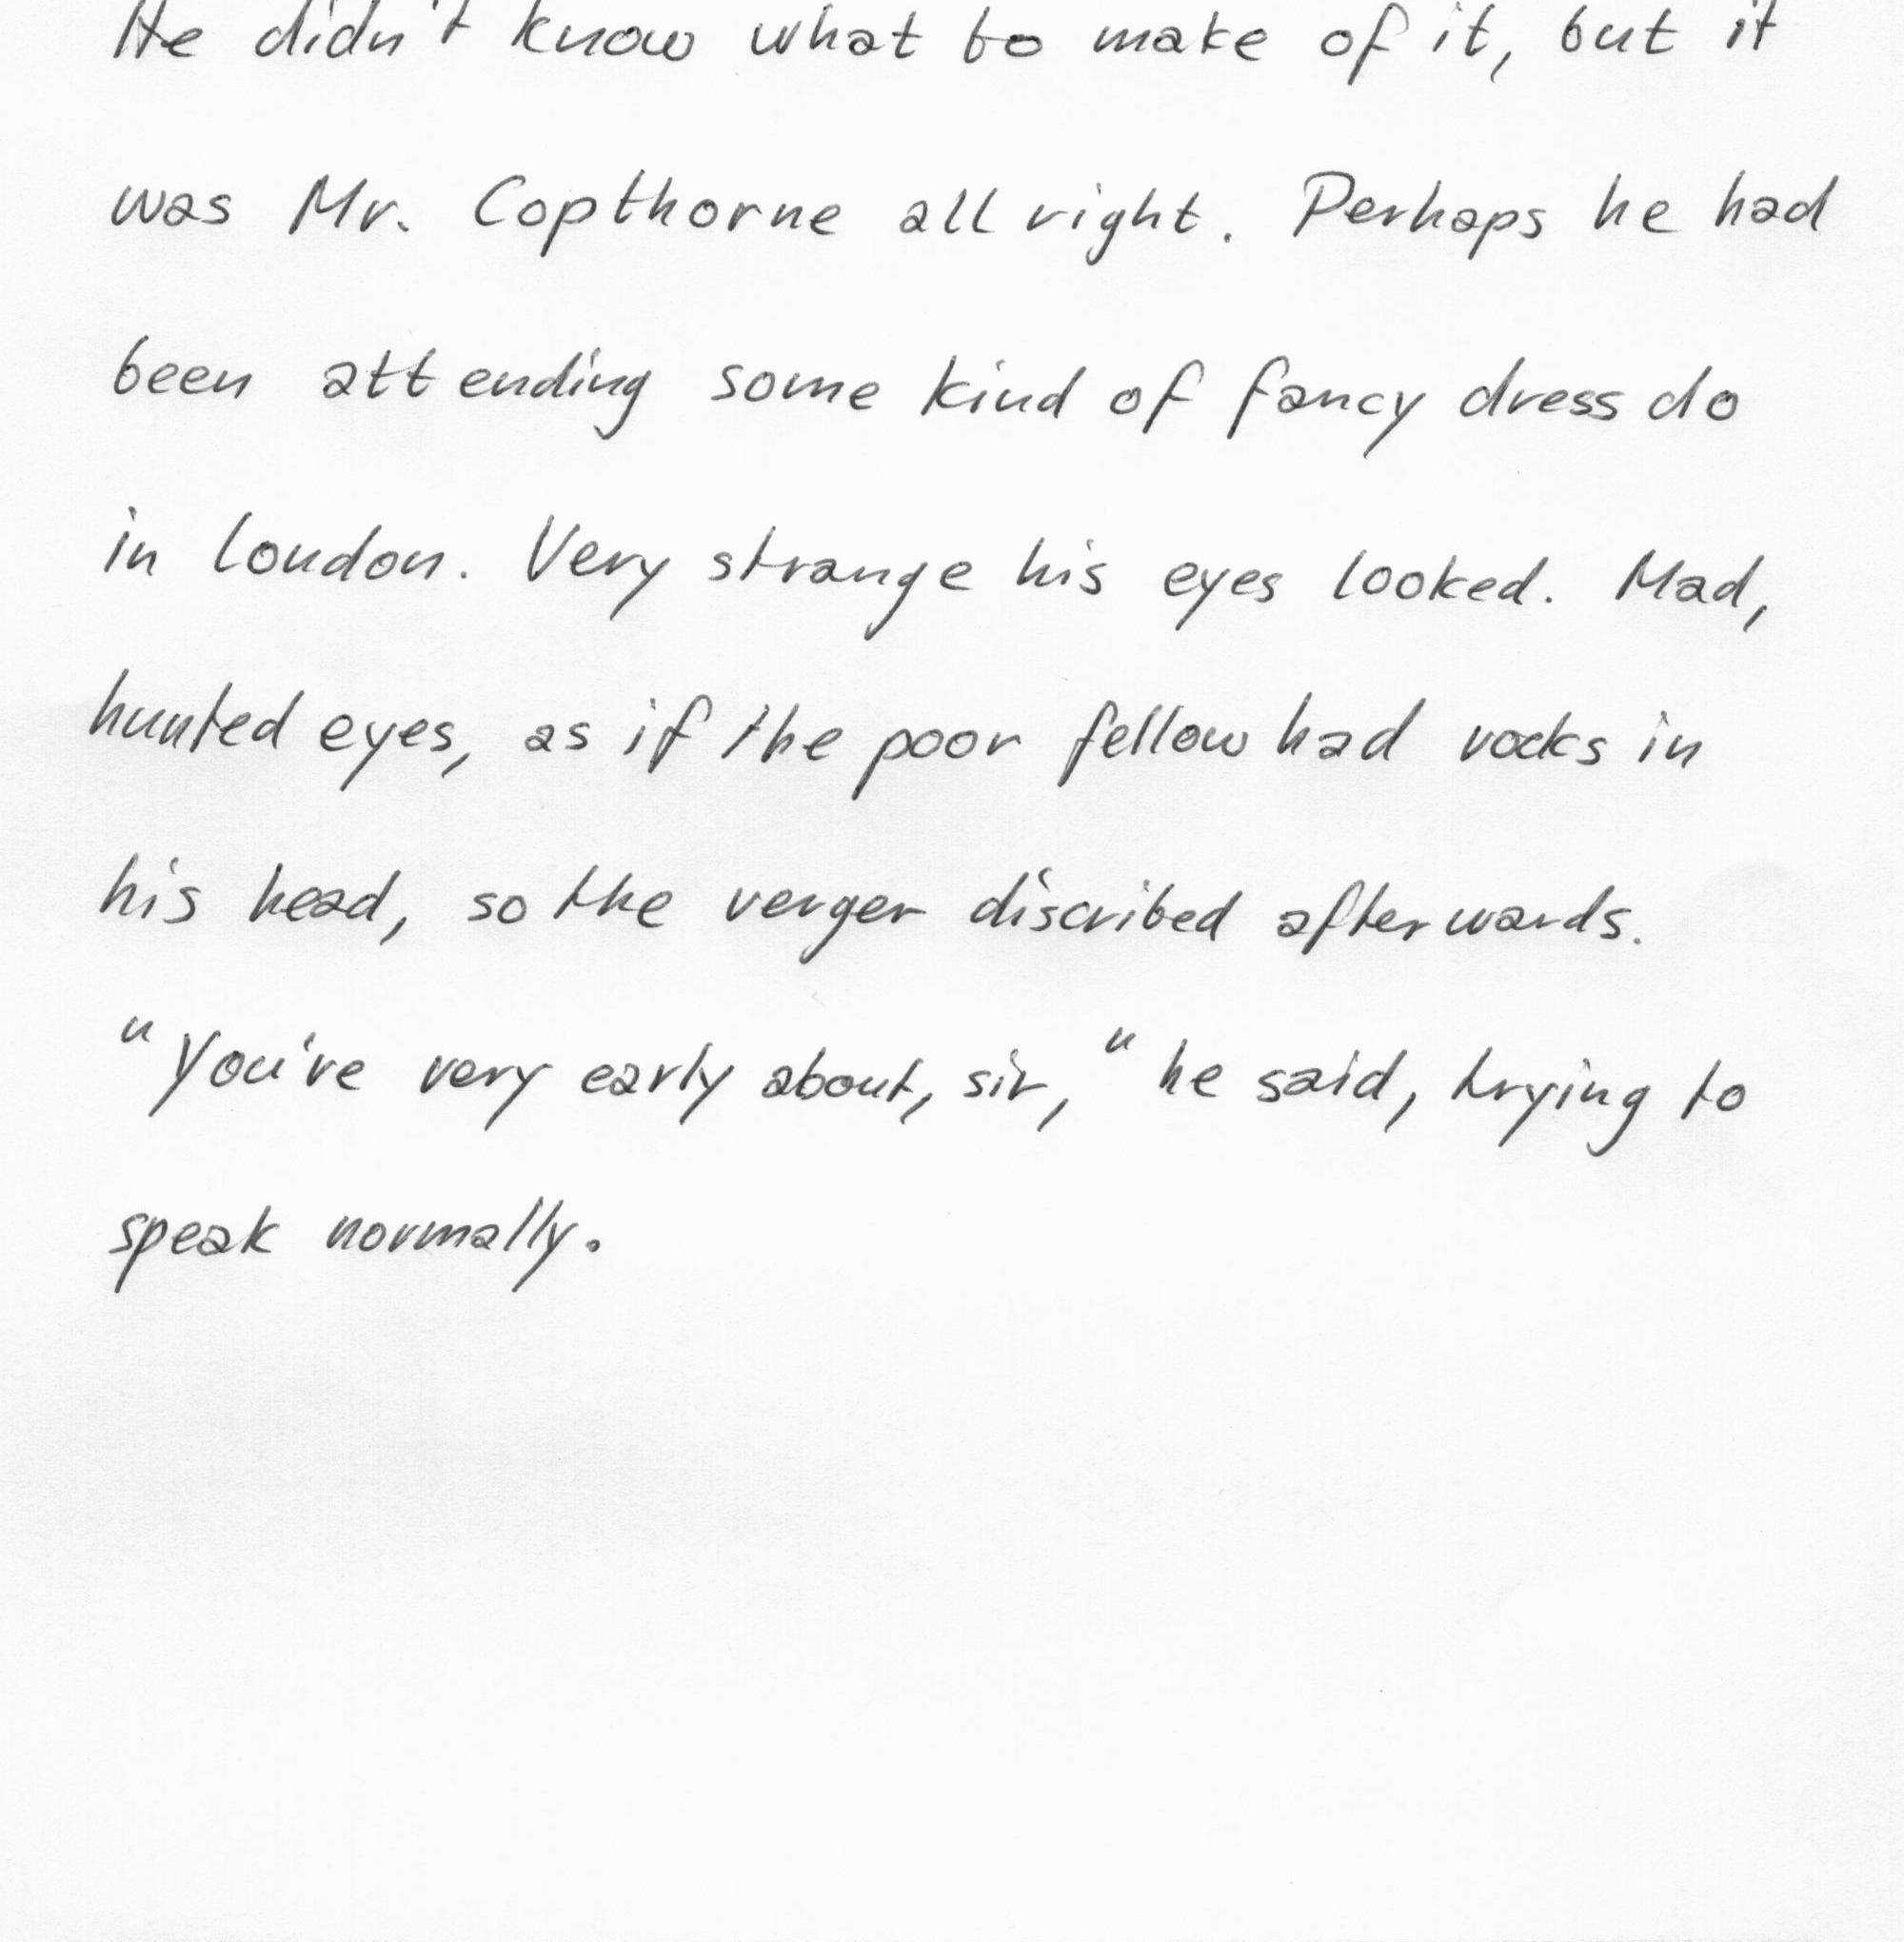 He didn't know what to make of it, but it
was Mr. Copthorne all right. Perhaps he had
been attending some kind of fancy dress do
in London. Very strange his eyes looked. Mad,
hunted eyes, as if the poor fellow had rocks in
his head, so the verger discribed afterwards.
"You're very early about, sir," he said, trying to
speak normally.